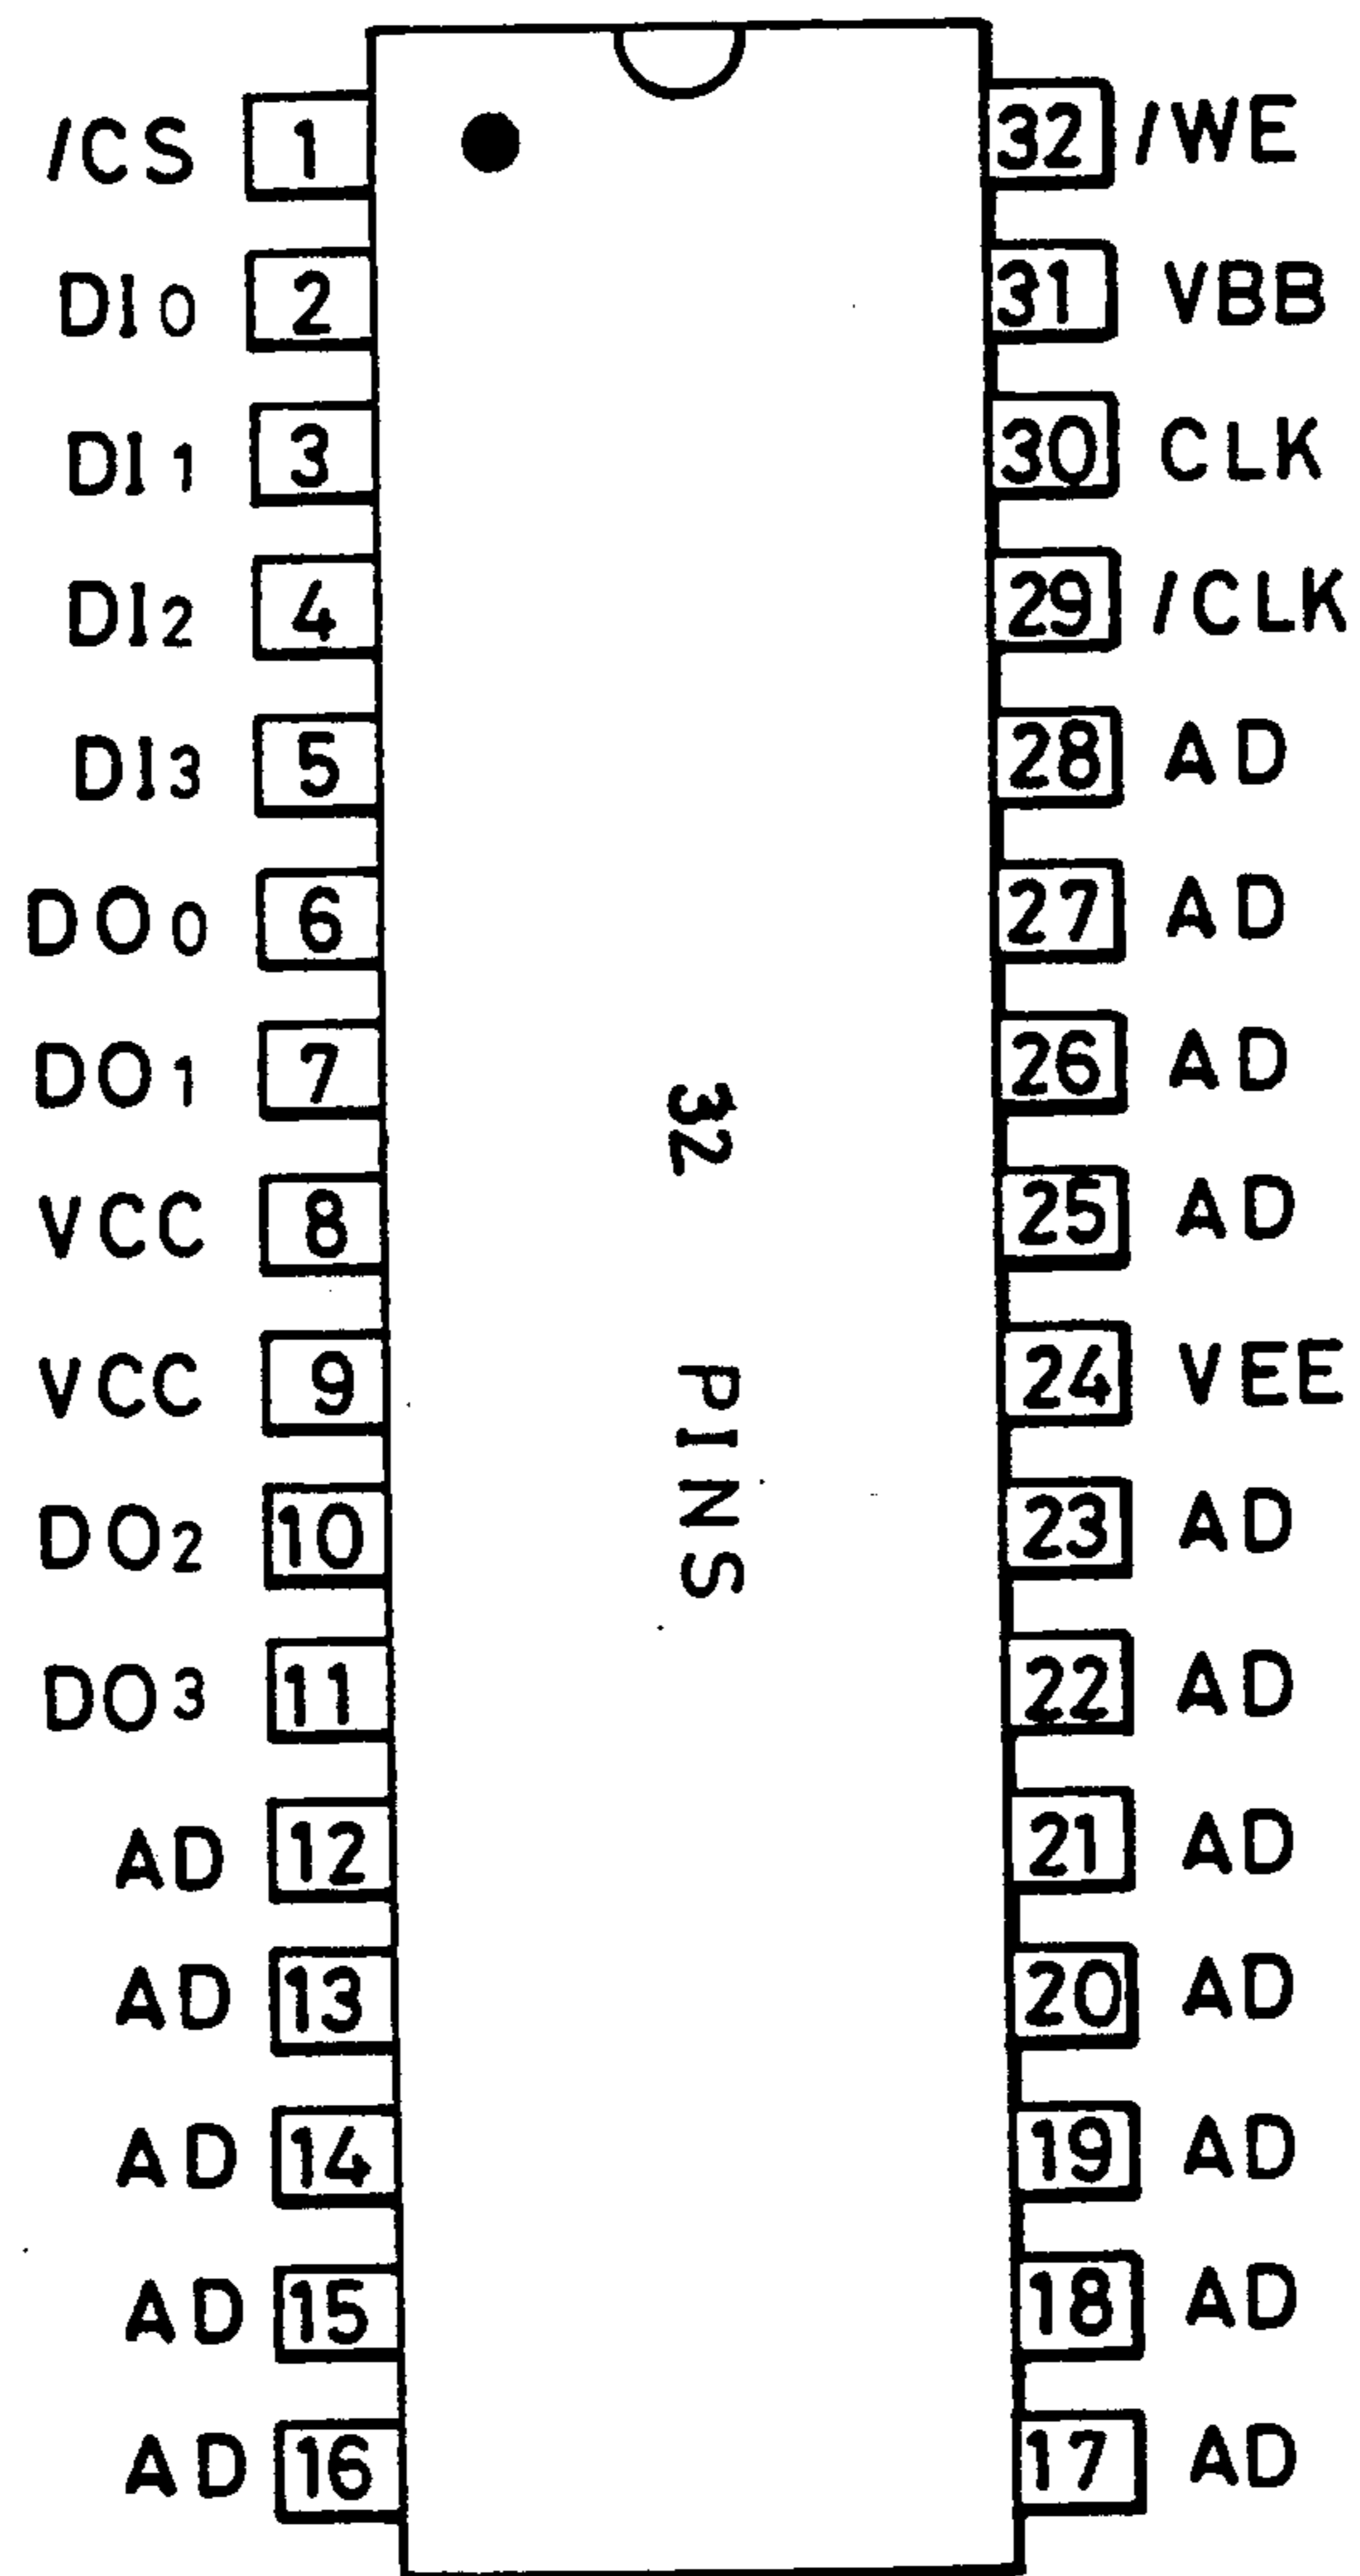 /CS 1 32 /WE
DI0 2 31 VBB
DI1 3 30 CLK
DI2 4 29 /CLK
DI3 5 28 AD
DO0 6 27 AD
DO1 7 26 AD
VCC 8 25 AD
VCC 9 24 VEE
DO2 10 23 AD
DO3 11 22 AD
AD 12 21 AD
AD 13 20 AD
AD 14 19 AD
AD 15 18 AD
AD 16 17 AD
32 PINS